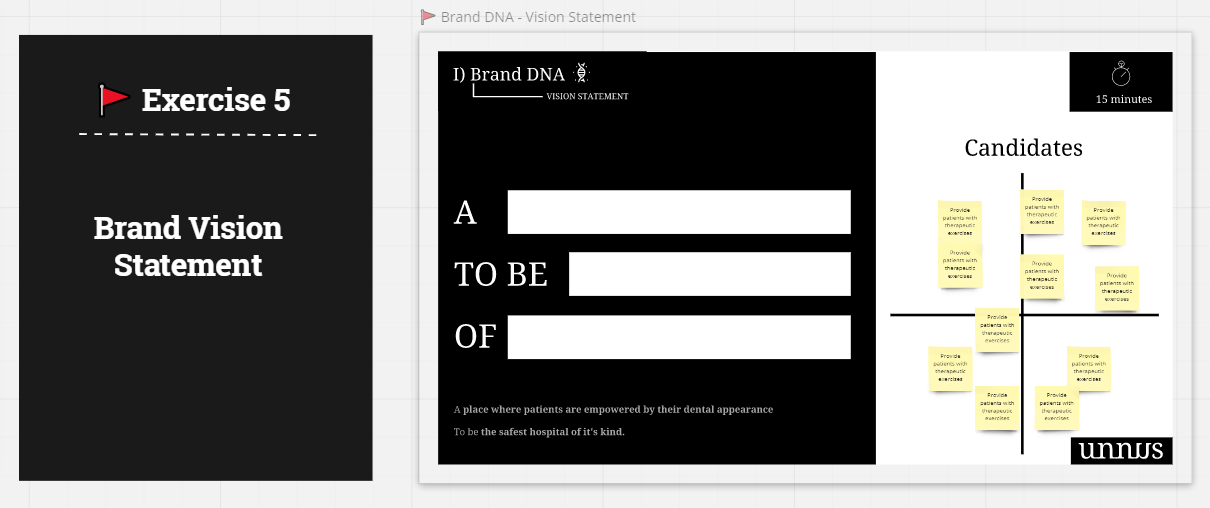 Brand DNA - Vision Statement
Exercise 5
Brand Vision
Statement
I) Brand DNA
VISION STATEMENT
A
TO BE
OF
A place where patients are empowered by their dental appearance
To be the safest hospital of it's kind.
15 minutes
Candidates
Provide
patients with
therapeutic
exercises
Provide
patients with
therapeutic
exercises
Provide
patients with
therapeutic
exercises
Provide
patients with
therapeutic
exercises
Provide
patients with
therapeutic
exercises
Provide
patients with
therapeutic
exercises
Provide
patients with
therapeutic
exercises
Provide
patients with
therapeutic
exercises
Provide
patients with
therapeutic
exercises
Provide
patients with
therapeutic
exercises
Provide
patients with
therapeutic
exercises
unnus